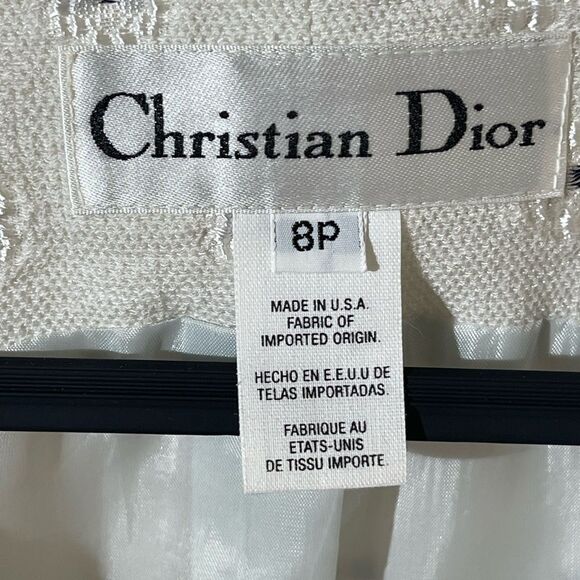 Christian Dior
8P
MADE IN U.S.A.
FABRIC OF
IMPORTED ORIGIN.
HECHO EN E.E.U.U DE
TELAS IMPORTADAS.
FABRIQUE AU
ETATS-UNIS
DE TISSU IMPORTE.